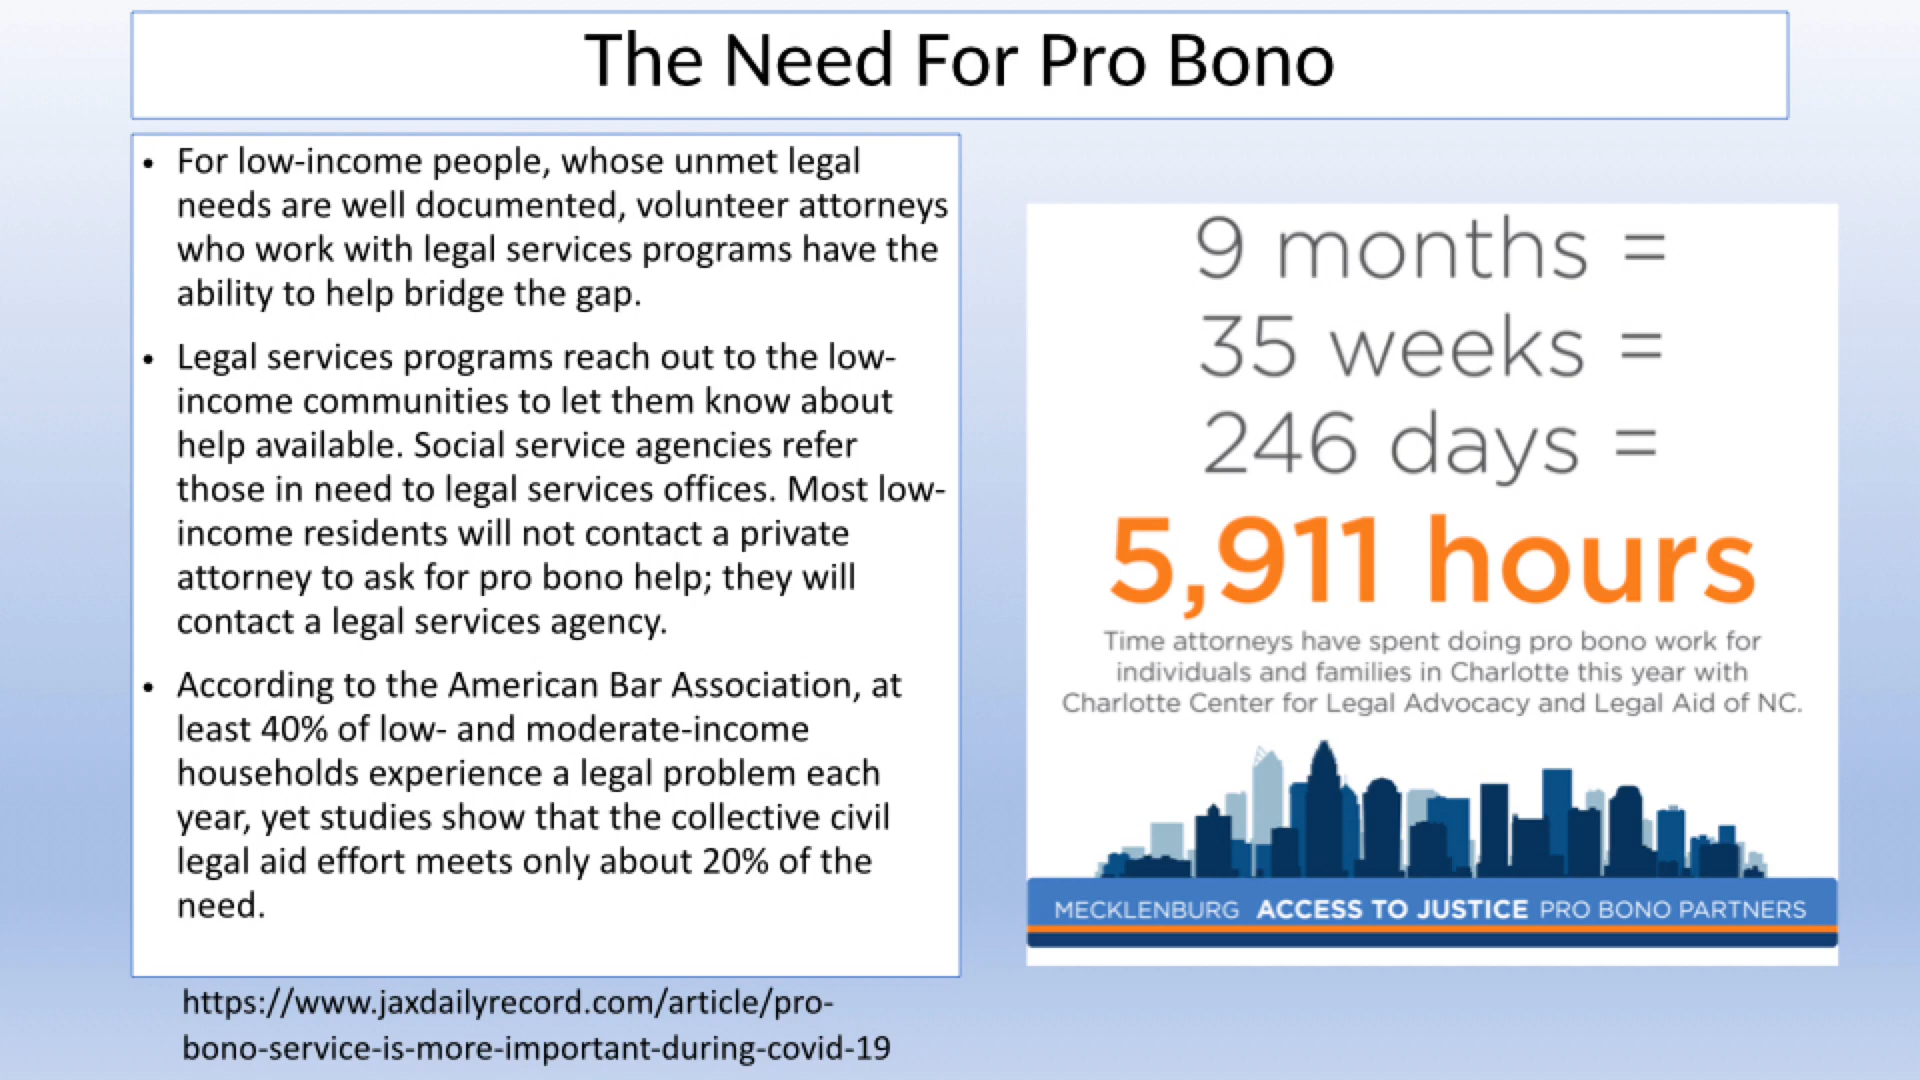 The Need For Pro Bono
• For low-income people, whose unmet legal
needs are well documented, volunteer attorneys
who work with legal services programs have the
ability to help bridge the gap.
• Legal services programs reach out to the low-
income communities to let them know about
help available. Social service agencies refer
those in need to legal services offices. Most low-
income residents will not contact a private
attorney to ask for pro bono help; they will
contact a legal services agency.
• According to the American Bar Association, at
least 40% of low- and moderate-income
households experience a legal problem each
year, yet studies show that the collective civil
legal aid effort meets only about 20% of the
need.
https://www.jaxdailyrecord.com/article/pro-
bono-service-is-more-important-during-covid-19
9 months =
35 weeks =
246 days =
5,911 hours
Time attorneys have spent doing pro bono work for
individuals and families in Charlotte this year with
Charlotte Center for Legal Advocacy and Legal Aid of NC.
MECKLENBURG ACCESS TO JUSTICE PRO BONO PARTNERS